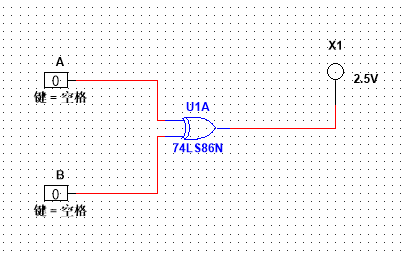 X1
A
0
2.5V
键 = 空格
U1A
74LS86N
B
0
键 = 空格